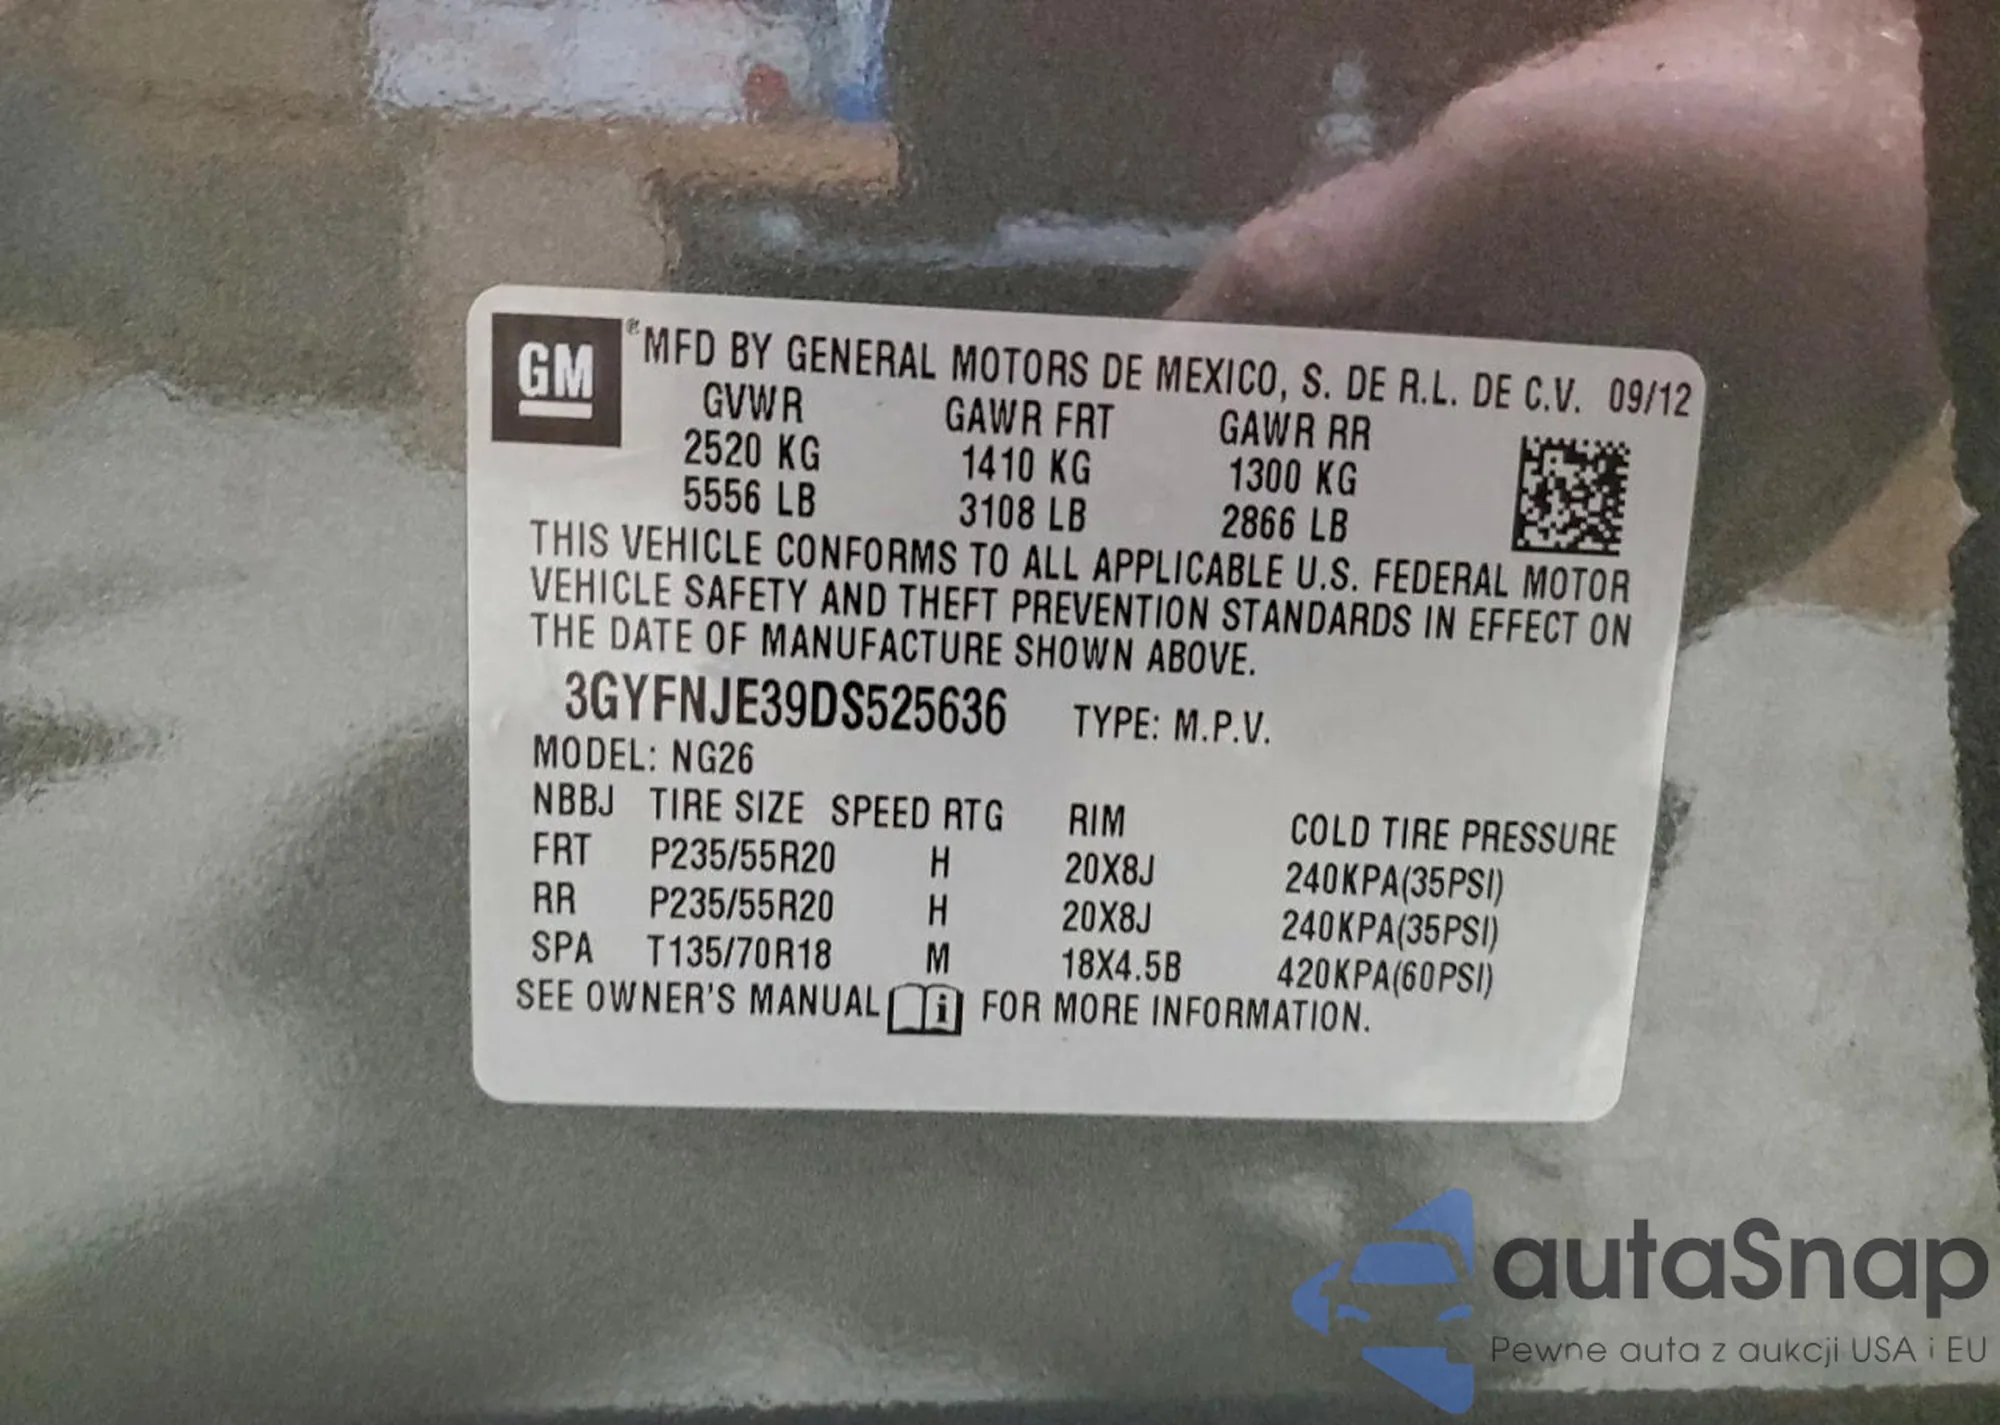 GM ® MFD BY GENERAL MOTORS DE MEXICO, S. DE R.L. DE C.V. 09/12
GVWR GAWR FRT GAWR RR
2520 KG 1410 KG 1300 KG
5556 LB 3108 LB 2866 LB
THIS VEHICLE CONFORMS TO ALL APPLICABLE U.S. FEDERAL MOTOR
VEHICLE SAFETY AND THEFT PREVENTION STANDARDS IN EFFECT ON
THE DATE OF MANUFACTURE SHOWN ABOVE.
3GYFNJE39DS525636 TYPE: M.P.V.
MODEL: NG26
NBBJ TIRE SIZE SPEED RTG RIM COLD TIRE PRESSURE
FRT P235/55R20 H 20X8J 240KPA(35PSI)
RR P235/55R20 H 20X8J 240KPA(35PSI)
SPA T135/70R18 M 18X4.5B 420KPA(60PSI)
SEE OWNER'S MANUAL i FOR MORE INFORMATION.
autaSnap
Pewne auta z aukcji USA i EU